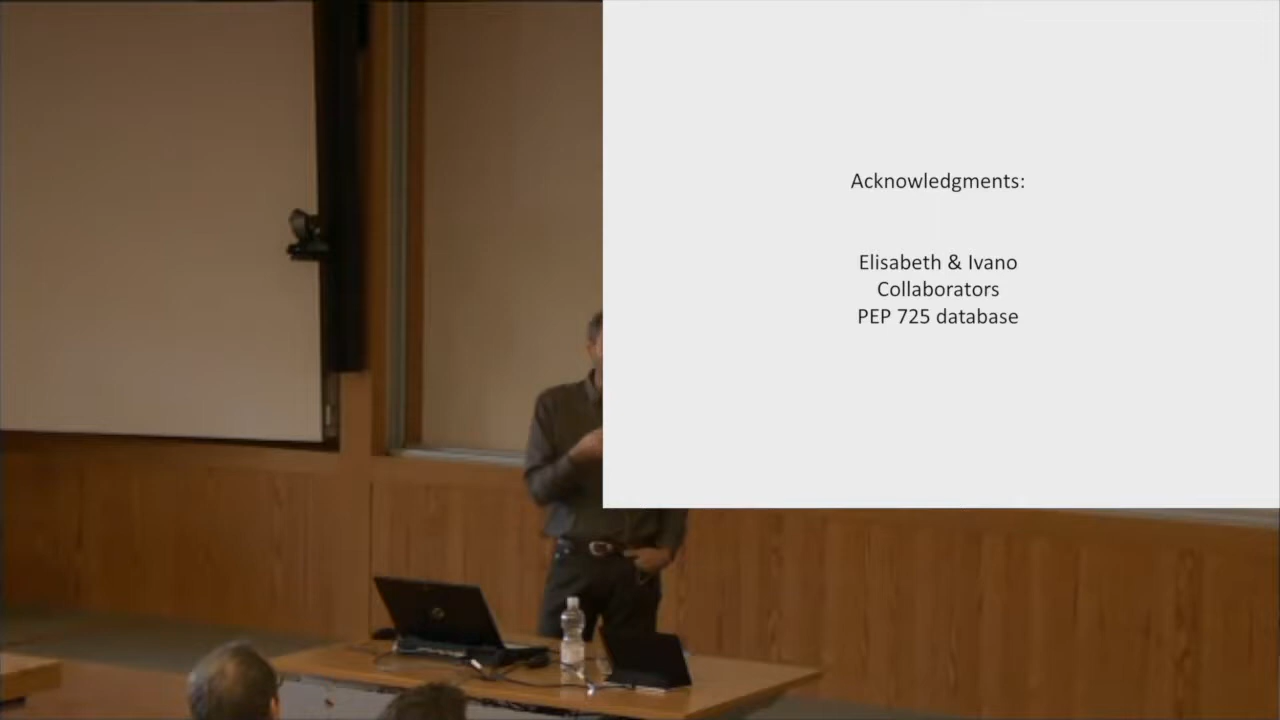 Acknowledgments:
Elisabeth & Ivano
Collaborators
PEP 725 database